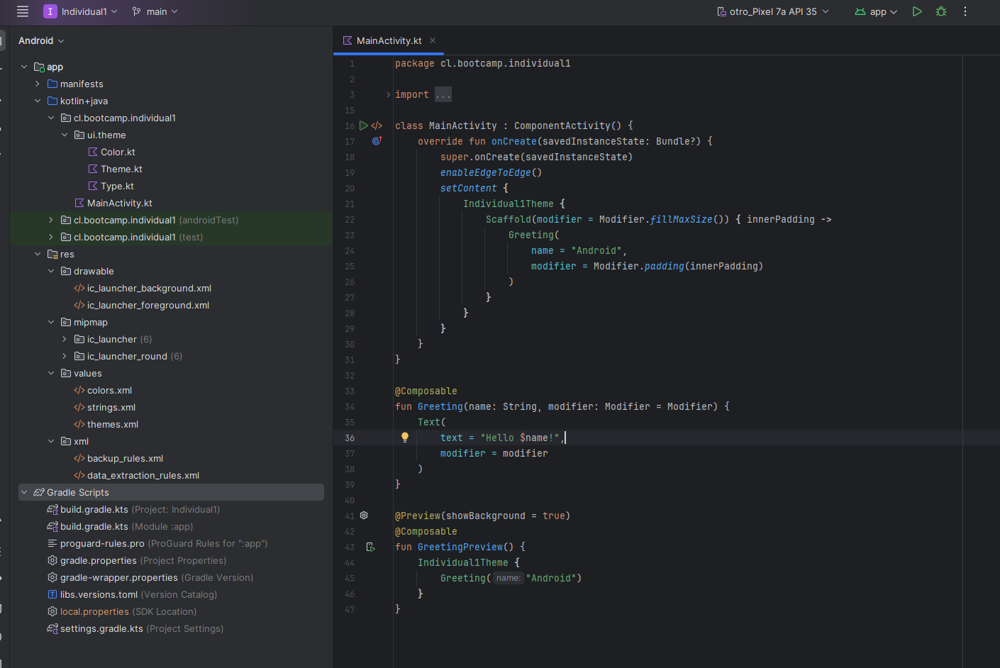 I Individual1 main otro_Pixel 7a API 35 app
Android
app
manifests
kotlin+java
cl.bootcamp.individual1
ui.theme
Color.kt
Theme.kt
Type.kt
MainActivity.kt
cl.bootcamp.individual1 (androidTest)
cl.bootcamp.individual1 (test)
res
drawable
</> ic_launcher_background.xml
</> ic_launcher_foreground.xml
mipmap
ic_launcher (6)
ic_launcher_round (6)
values
</> colors.xml
</> strings.xml
</> themes.xml
xml
</> backup_rules.xml
</> data_extraction_rules.xml
Gradle Scripts
build.gradle.kts (Project: Individual1)
build.gradle.kts (Module :app)
proguard-rules.pro (ProGuard Rules for ":app")
gradle.properties (Project Properties)
gradle-wrapper.properties (Gradle Version)
T libs.versions.toml (Version Catalog)
local.properties (SDK Location)
settings.gradle.kts (Project Settings)
MainActivity.kt
1 package cl.bootcamp.individual1
2
3 import ...
15
16 </> class MainActivity : ComponentActivity() {
17 override fun onCreate(savedInstanceState: Bundle?) {
18 super.onCreate(savedInstanceState)
19 enableEdgeToEdge()
20 setContent {
21 Individual1Theme {
22 Scaffold(modifier = Modifier.fillMaxSize()) { innerPadding ->
23 Greeting(
24 name = "Android",
25 modifier = Modifier.padding(innerPadding)
26 )
27 }
28 }
29 }
30 }
31 }
32
33 @Composable
34 fun Greeting(name: String, modifier: Modifier = Modifier) {
35 Text(
36 text = "Hello $name!",
37 modifier = modifier
38 )
39 }
40
41 @Preview(showBackground = true)
42 @Composable
43 fun GreetingPreview() {
44 Individual1Theme {
45 Greeting( name: "Android")
46 }
47 }